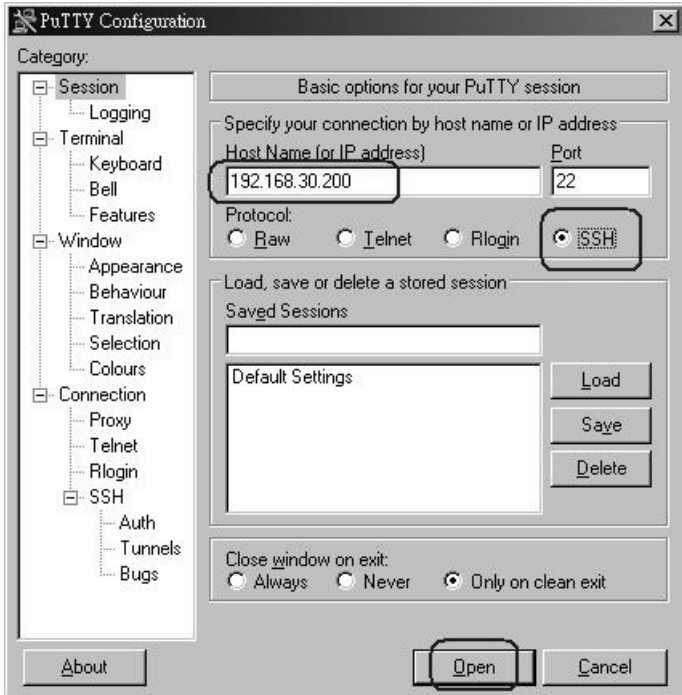 PuTTY Configuration
Category:
Session
Logging
Terminal
Keyboard
Bell
Features
Window
Appearance
Behaviour
Translation
Selection
Colours
Connection
Proxy
Telnet
Rlogin
SSH
Auth
Tunnels
Bugs
Basic options for your PuTTY session
Specify your connection by host name or IP address
Host Name (or IP address) Port
192.168.30.200 22
Protocol:
Raw Telnet Rlogin SSH
Load, save or delete a stored session
Saved Sessions
Default Settings
Load
Save
Delete
Close window on exit:
Always Never Only on clean exit
About Open Cancel